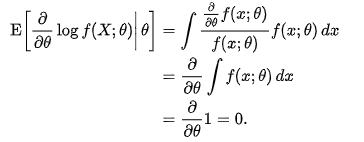 E[∂/∂θ log f(X; θ) | θ] = ∫ (∂/∂θ f(x; θ))/(f(x; θ)) f(x; θ) dx
= ∂/∂θ ∫ f(x; θ) dx
= ∂/∂θ 1 = 0.